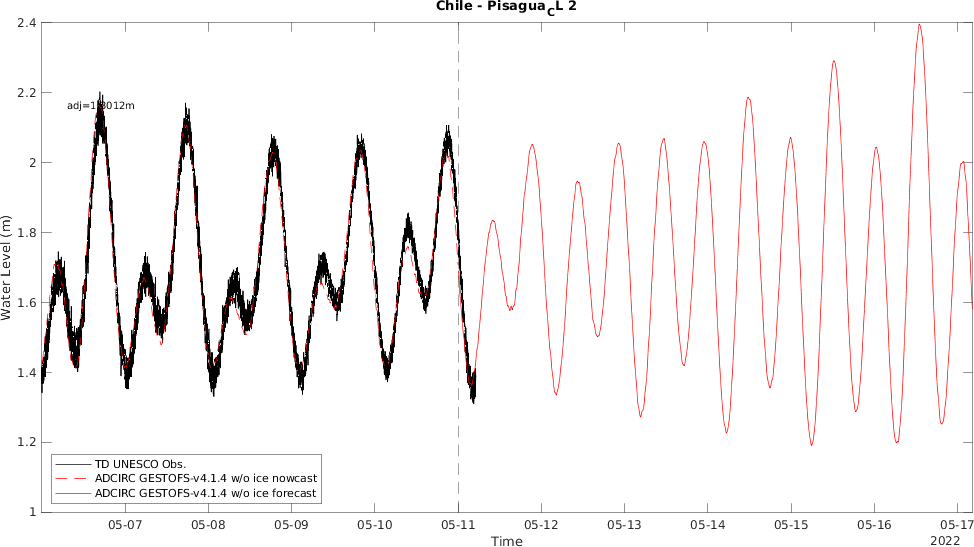 Chile - PisaguaCL 2
2.4
2.2
2
1.8
1.6
1.4
1.2
1
Water Level (m)
adj=1.3012m
TD UNESCO Obs.
ADCIRC GESTOFS-v4.1.4 w/o ice nowcast
ADCIRC GESTOFS-v4.1.4 w/o ice forecast
05-07 05-08 05-09 05-10 05-11 05-12 05-13 05-14 05-15 05-16 05-17
Time
2022